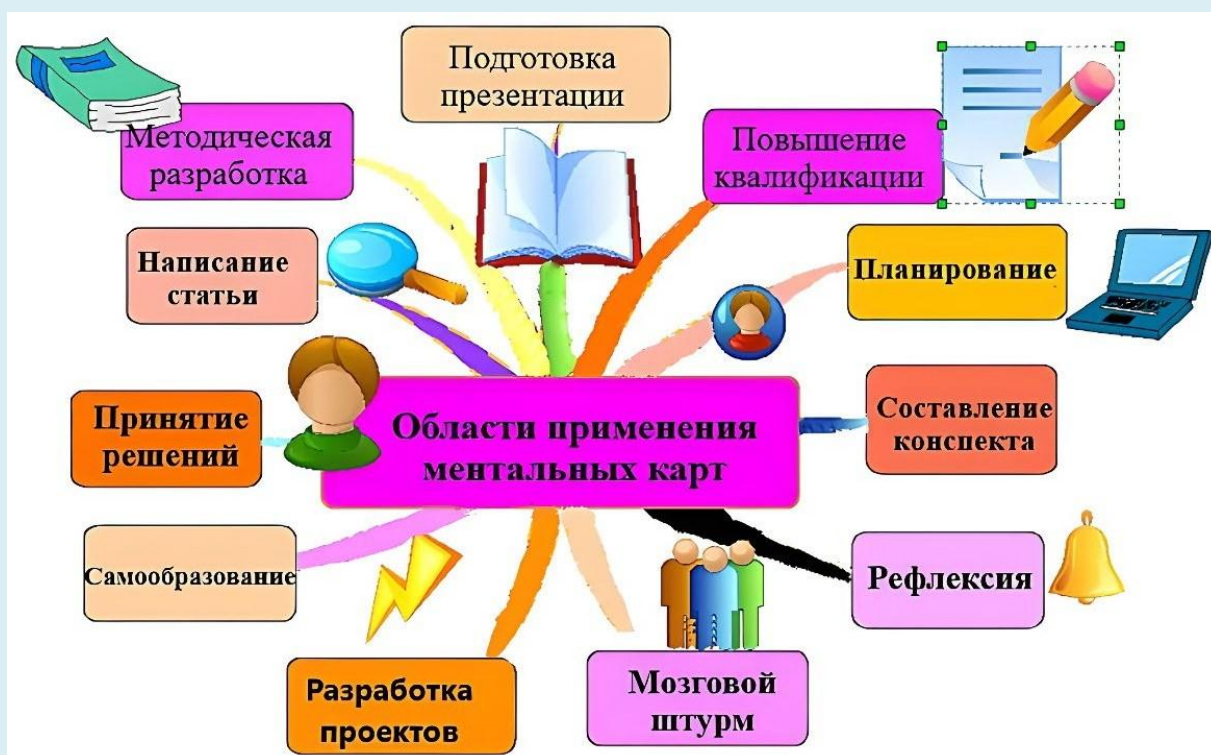 Подготовка
презентации
Методическая
разработка
Повышение
квалификации
Написание
статьи
Планирование
Принятие
решений
Области применения
ментальных карт
Составление
конспекта
Самообразование
Рефлексия
Разработка
проектов
Мозговой
штурм